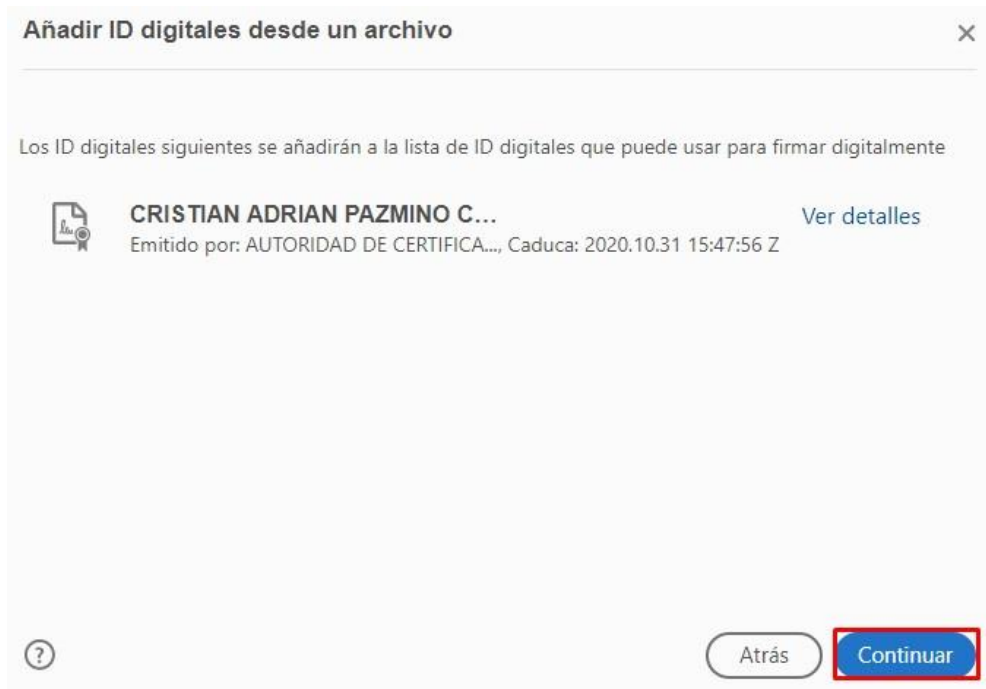 Añadir ID digitales desde un archivo
Los ID digitales siguientes se añadirán a la lista de ID digitales que puede usar para firmar digitalmente
CRISTIAN ADRIAN PAZMINO C...
Ver detalles
Emitido por: AUTORIDAD DE CERTIFICA..., Caduca: 2020.10.31 15:47:56 Z
?
Atrás
Continuar